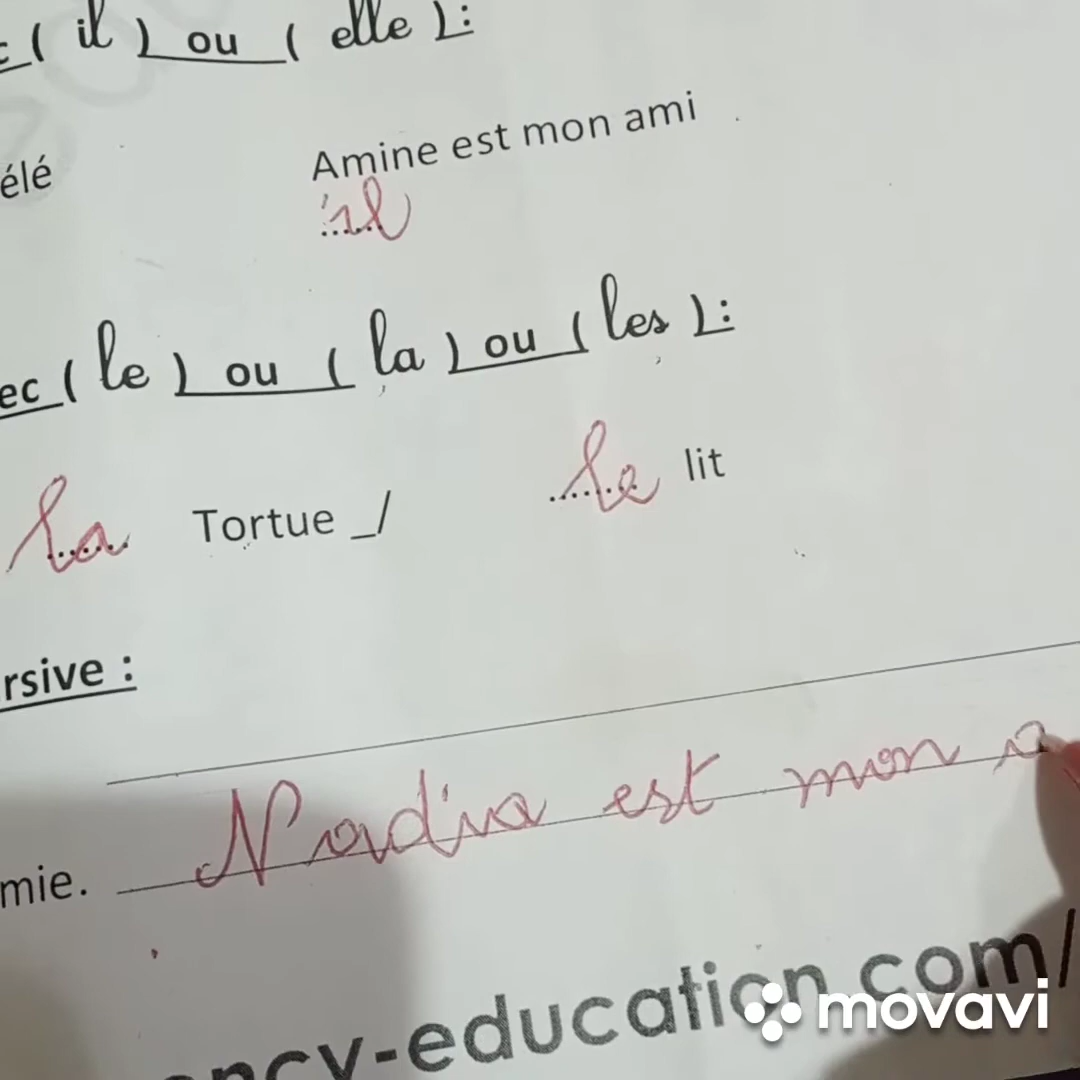 ( il ) ou ( elle ):
élé Amine est mon ami
il
ec ( le ) ou ( la ) ou ( les ):
la Tortue _/ le lit
rsive :
mie. Nadia est mon a
ncy-education.com/
movavi